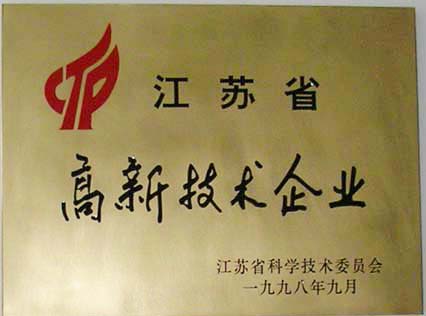 江苏省
高新技术企业
江苏省科学技术委员会
一九九八年九月